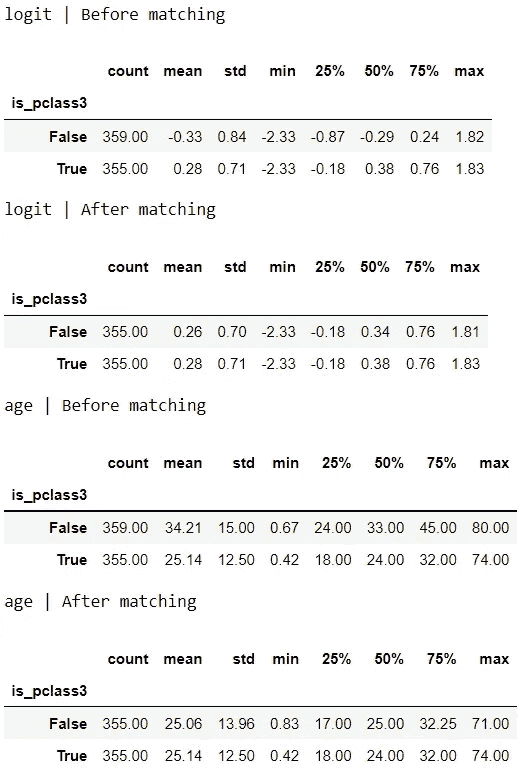 logit | Before matching
count mean std min 25% 50% 75% max
is_pclass3
False 359.00 -0.33 0.84 -2.33 -0.87 -0.29 0.24 1.82
True 355.00 0.28 0.71 -2.33 -0.18 0.38 0.76 1.83
logit | After matching
count mean std min 25% 50% 75% max
is_pclass3
False 355.00 0.26 0.70 -2.33 -0.18 0.34 0.76 1.81
True 355.00 0.28 0.71 -2.33 -0.18 0.38 0.76 1.83
age | Before matching
count mean std min 25% 50% 75% max
is_pclass3
False 359.00 34.21 15.00 0.67 24.00 33.00 45.00 80.00
True 355.00 25.14 12.50 0.42 18.00 24.00 32.00 74.00
age | After matching
count mean std min 25% 50% 75% max
is_pclass3
False 355.00 25.06 13.96 0.83 17.00 25.00 32.25 71.00
True 355.00 25.14 12.50 0.42 18.00 24.00 32.00 74.00